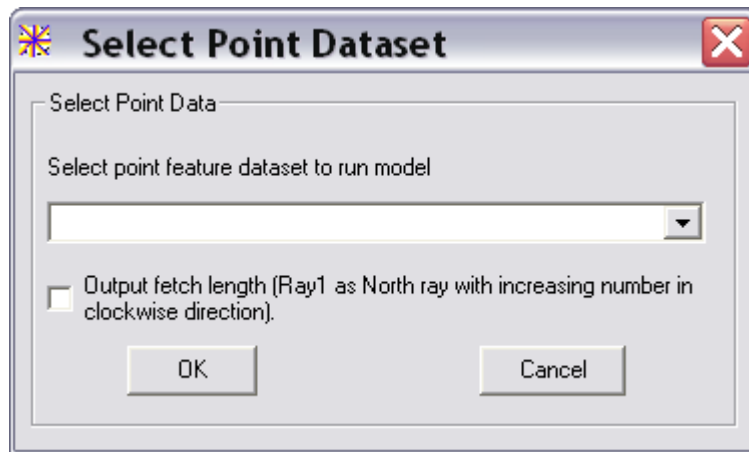 Select Point Dataset
Select Point Data
Select point feature dataset to run model
Output fetch length (Ray1 as North ray with increasing number in
clockwise direction).
OK
Cancel